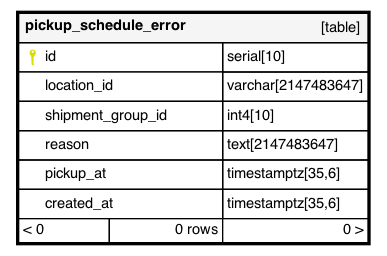 pickup_schedule_error [table]
id serial[10]
location_id varchar[2147483647]
shipment_group_id int4[10]
reason text[2147483647]
pickup_at timestamptz[35,6]
created_at timestamptz[35,6]
< 0 0 rows 0 >